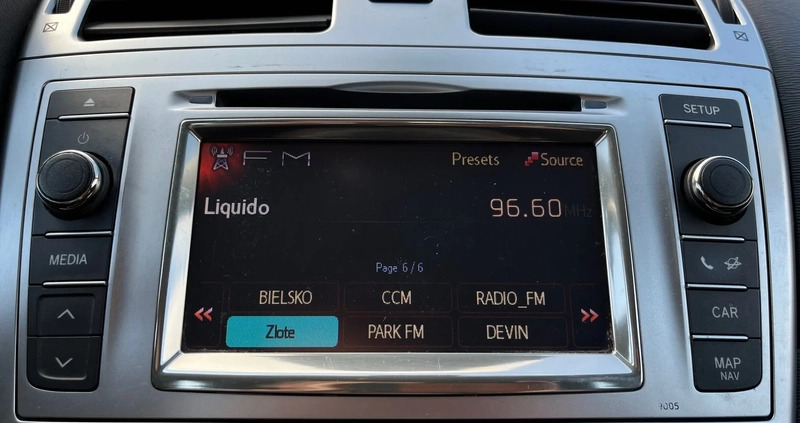 SETUP
FM Presets Source
Liquido 96.60 MHz
MEDIA
Page 6/6
BIELSKO CCM RADIO_FM
Zlote PARK FM DEVIN
CAR
MAP
NAV
7005